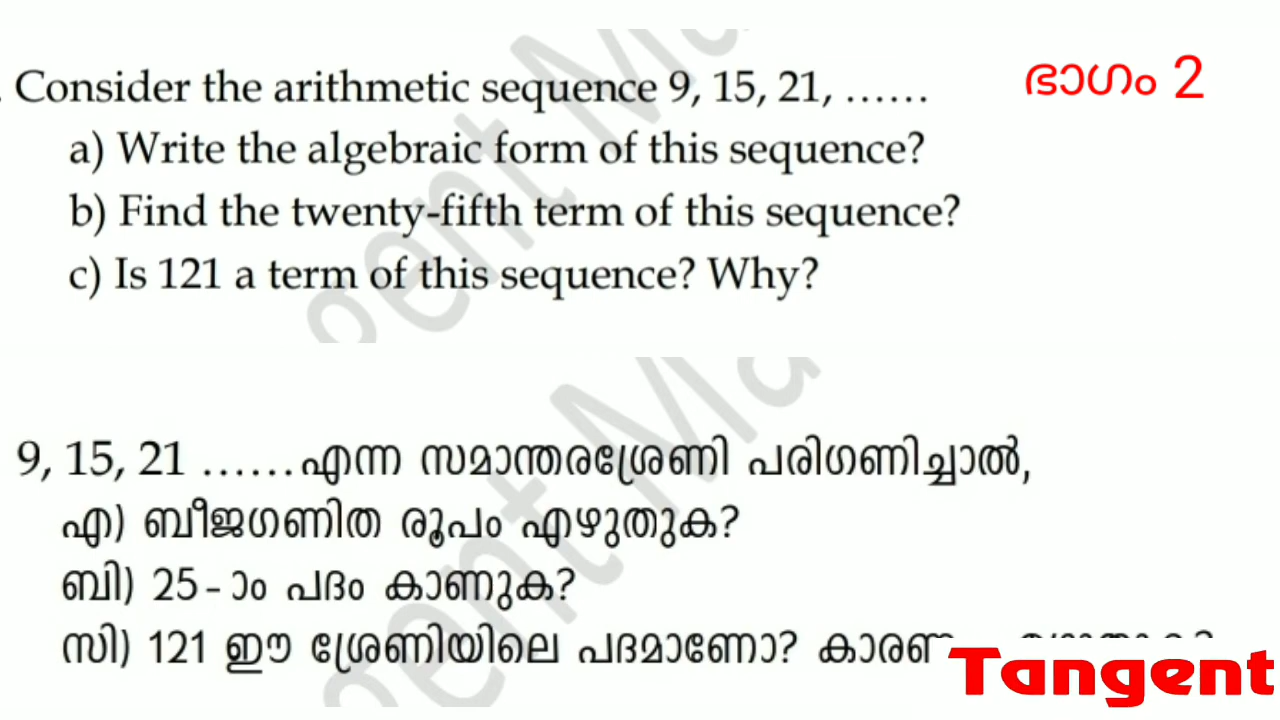 Consider the arithmetic sequence 9, 15, 21, ......
ഭാഗം 2
a) Write the algebraic form of this sequence?
b) Find the twenty-fifth term of this sequence?
c) Is 121 a term of this sequence? Why?
9, 15, 21 ......എന്ന സമാന്തരശ്രേണി പരിഗണിച്ചാൽ,
എ) ബീജഗണിത രൂപം എഴുതുക?
ബി) 25-ാം പദം കാണുക?
സി) 121 ഈ ശ്രേണിയിലെ പദമാണോ?
Tangent